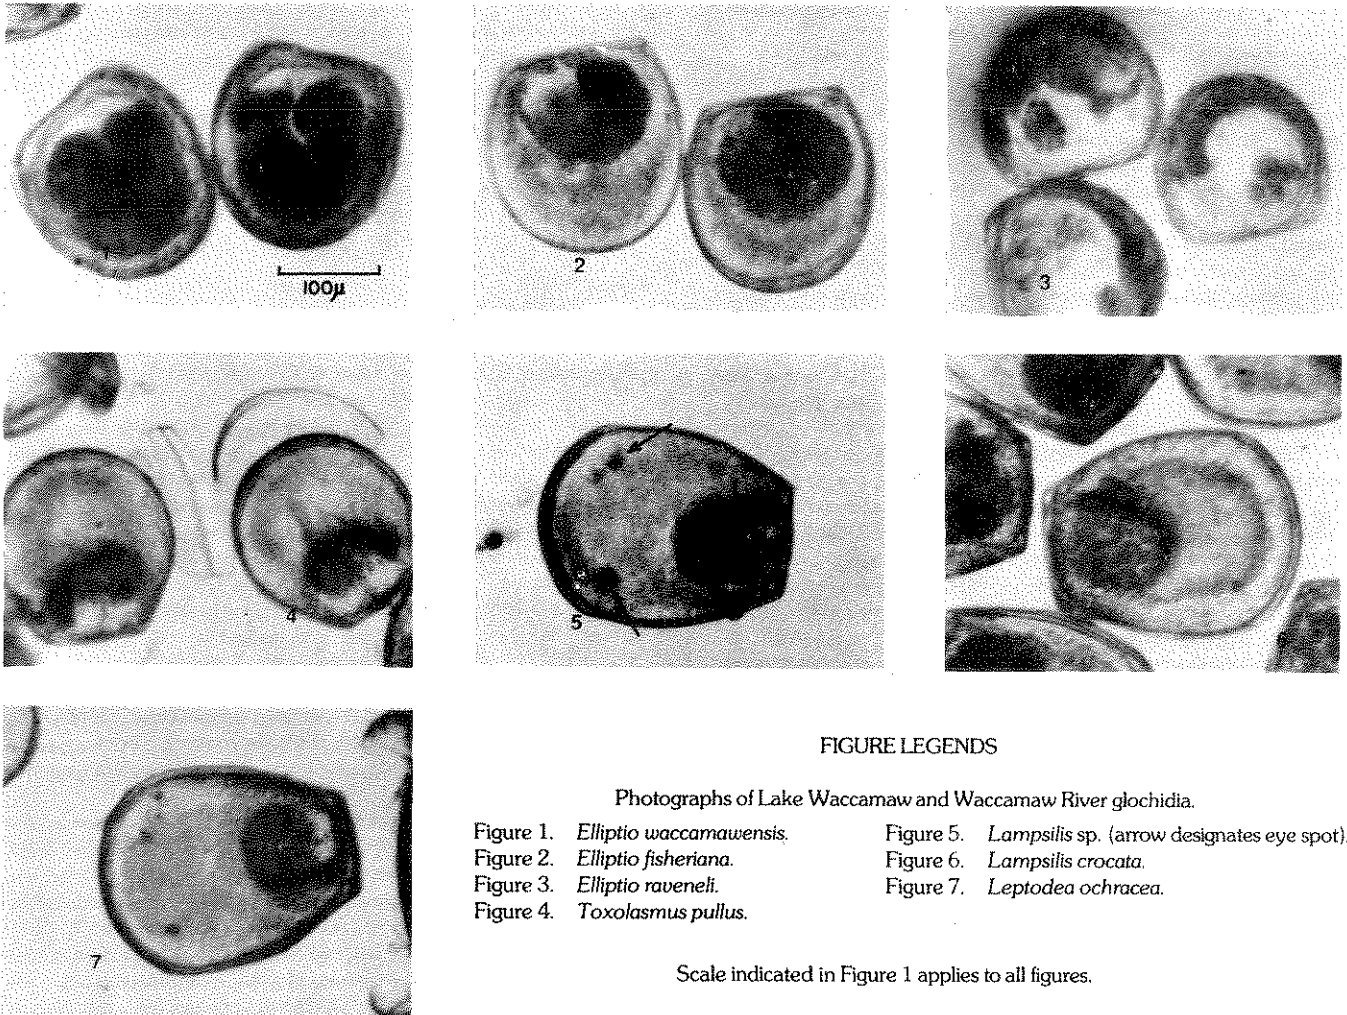 1
100μ
2
3
4
5
7
FIGURE LEGENDS
Photographs of Lake Waccamaw and Waccamaw River glochidia.
Figure 1. Elliptio waccamawensis.
Figure 2. Elliptio fisheriana.
Figure 3. Elliptio raveneli.
Figure 4. Toxolasmus pullus.
Figure 5. Lampsilis sp. (arrow designates eye spot).
Figure 6. Lampsilis crocata.
Figure 7. Leptodea ochracea.
Scale indicated in Figure 1 applies to all figures.